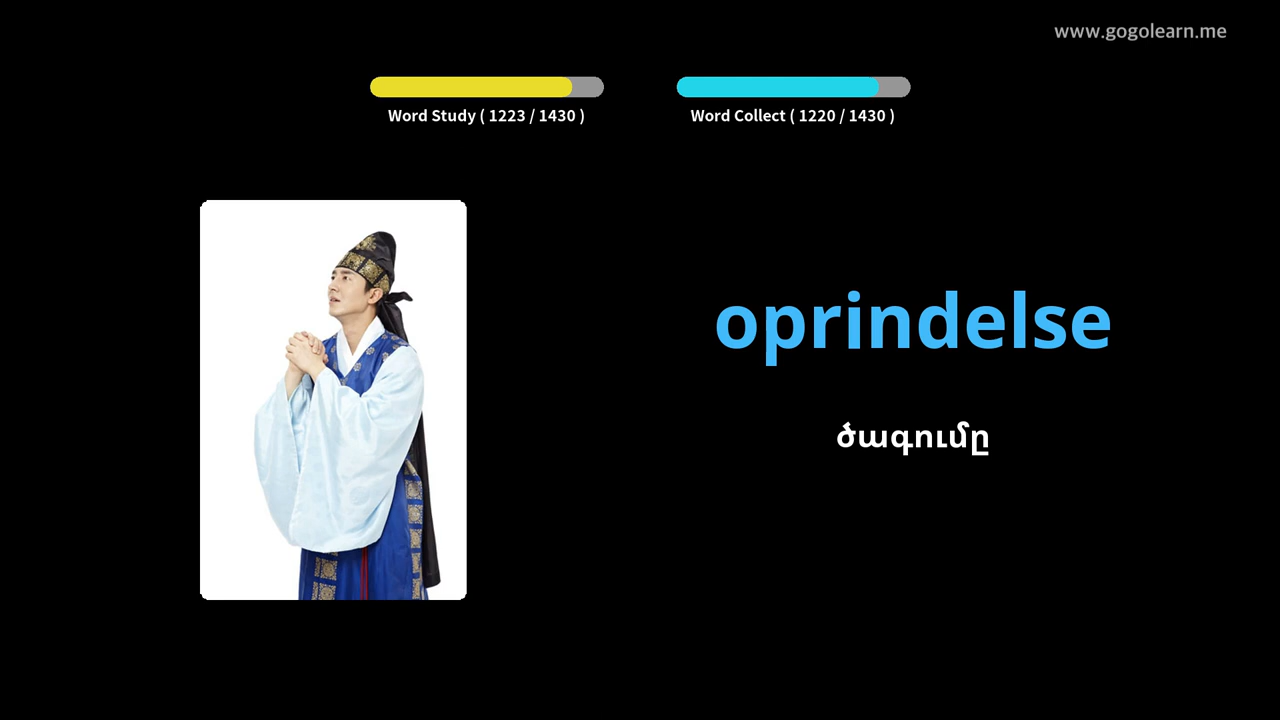 www.gogolearn.me
Word Study ( 1223 / 1430 )
Word Collect ( 1220 / 1430 )
oprindelse
ծագումը